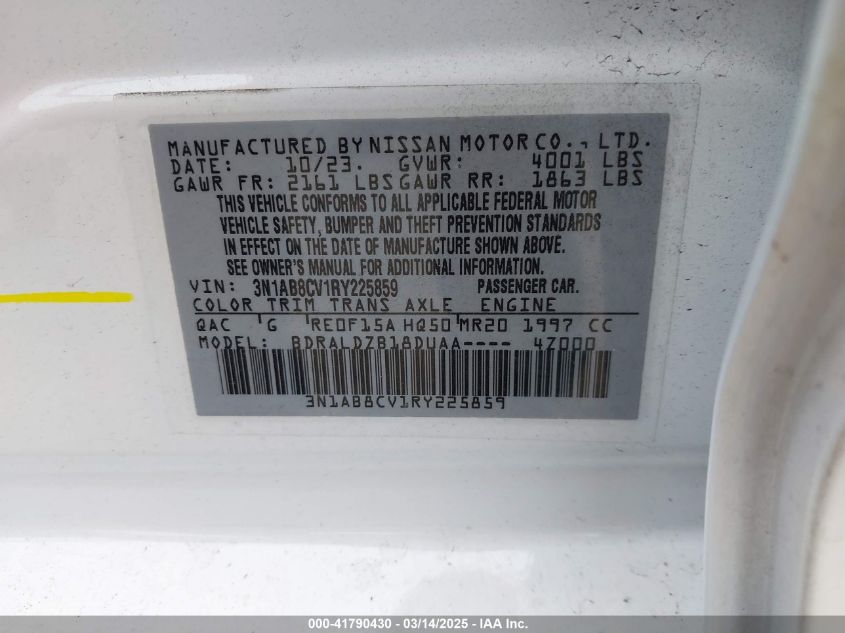 MANUFACTURED BY NISSAN MOTOR CO., LTD.
DATE: 10/23. GVWR: 4001 LBS
GAWR FR: 2161 LBS GAWR RR: 1863 LBS
THIS VEHICLE CONFORMS TO ALL APPLICABLE FEDERAL MOTOR
VEHICLE SAFETY, BUMPER AND THEFT PREVENTION STANDARDS
IN EFFECT ON THE DATE OF MANUFACTURE SHOWN ABOVE.
SEE OWNER'S MANUAL FOR ADDITIONAL INFORMATION.
VIN: 3N1AB8CV1RY225859 PASSENGER CAR.
COLOR TRIM TRANS AXLE ENGINE
QAC G RE0F15A HQ50 MR20 1997 CC
MODEL: BDRALDZB18DUAA---- 4Z000
3N1AB8CV1RY225859
000-41790430 - 03/14/2025 - IAA Inc.